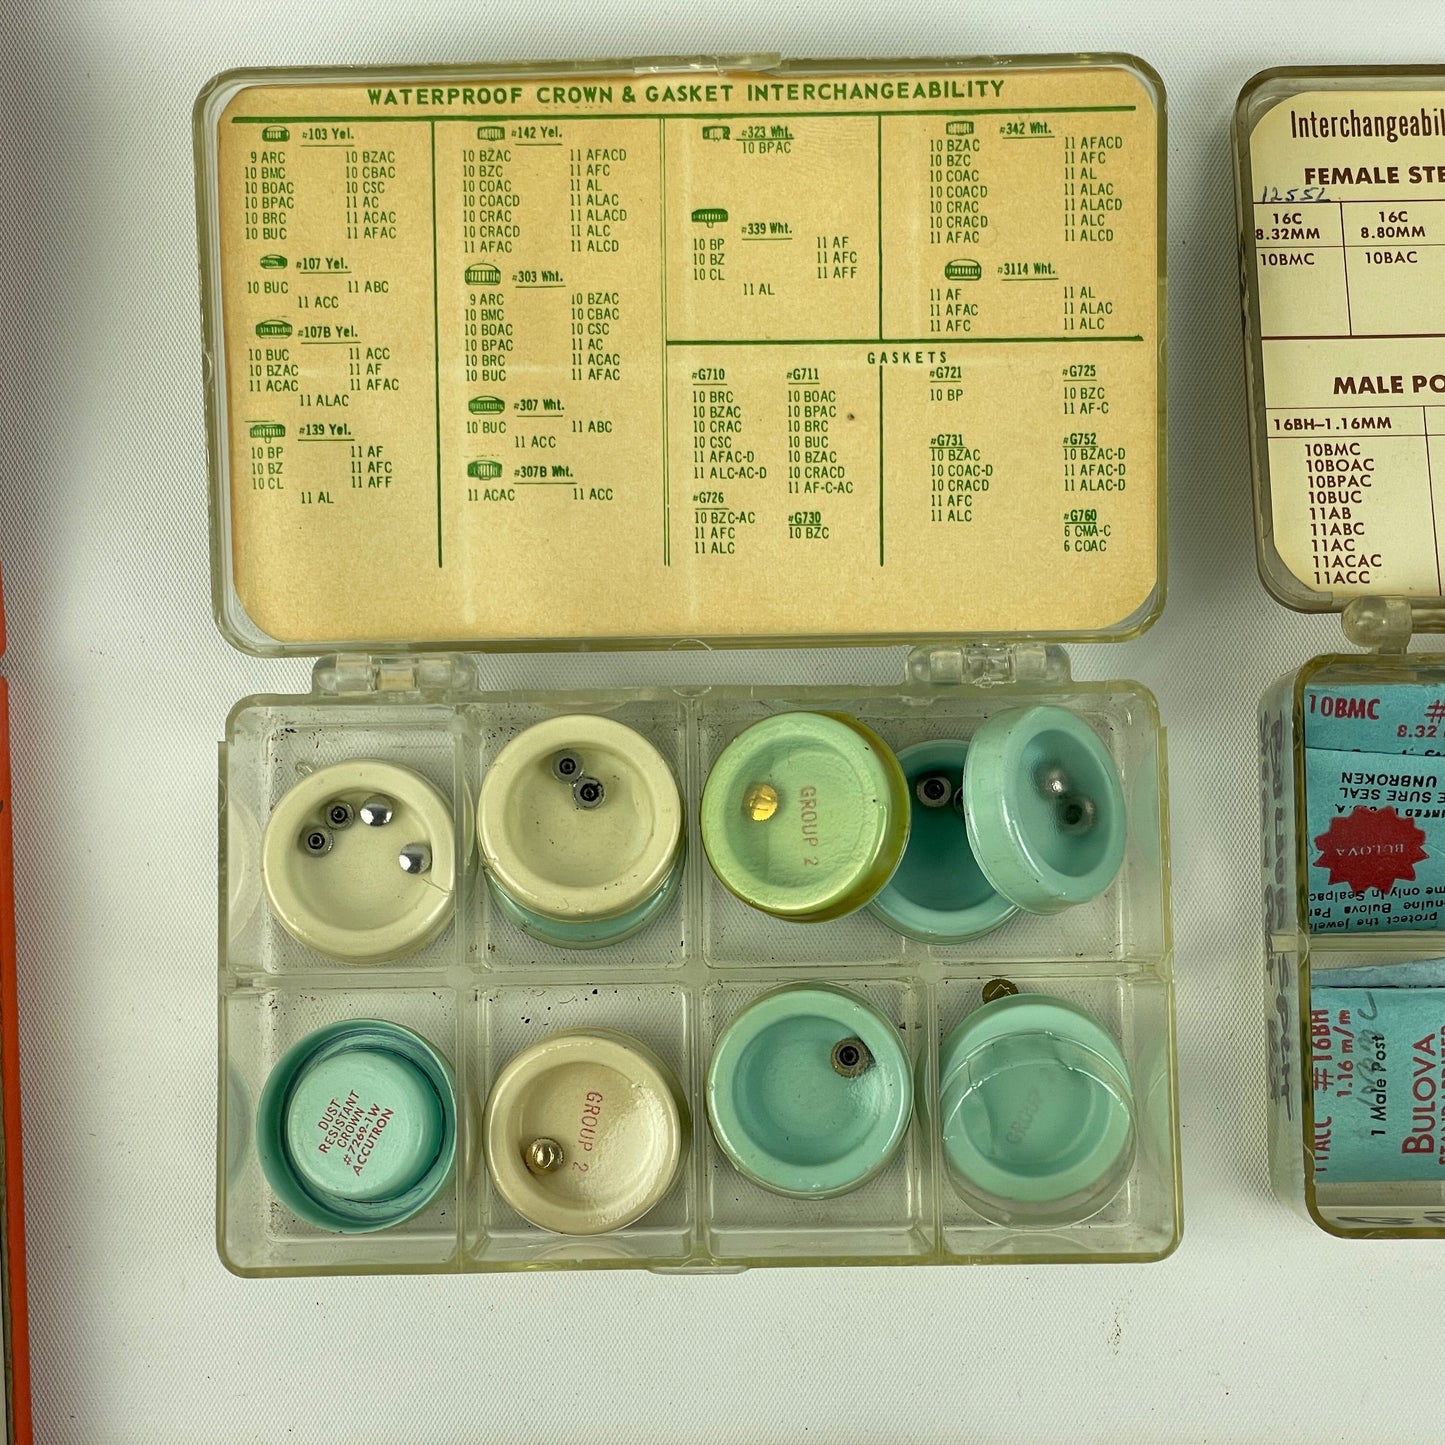 WATERPROOF CROWN & GASKET INTERCHANGEABILITY
#103 Yel.
9 ARC 10 BZAC
10 BMC 10 CBAC
10 BOAC 10 CSC
10 BPAC 11 AC
10 BRC 11 ACAC
10 BUC 11 AFAC
#107 Yel.
10 BUC 11 ABC
11 ACC
#107B Yel.
10 BUC 11 ACC
10 BZAC 11 AF
11 ACAC 11 AFAC
11 ALAC
#139 Yel.
10 BP 11 AF
10 BZ 11 AFC
10 CL 11 AFF
11 AL
#142 Yel.
10 BZAC 11 AFACD
10 BZC 11 AFC
10 COAC 11 AL
10 COACD 11 ALAC
10 CRAC 11 ALACD
10 CRACD 11 ALC
11 AFAC 11 ALCD
#303 Wht.
9 ARC 10 BZAC
10 BMC 10 CBAC
10 BOAC 10 CSC
10 BPAC 11 AC
10 BRC 11 ACAC
10 BUC 11 AFAC
#307 Wht.
10 BUC 11 ABC
11 ACC
#307B Wht.
11 ACAC 11 ACC
#323 Wht.
10 BPAC
#339 Wht.
10 BP 11 AF
10 BZ 11 AFC
10 CL 11 AFF
11 AL
#342 Wht.
10 BZAC 11 AFACD
10 BZC 11 AFC
10 COAC 11 AL
10 COACD 11 ALAC
10 CRAC 11 ALACD
10 CRACD 11 ALC
11 AFAC 11 ALCD
#3114 Wht.
11 AF 11 AL
11 AFAC 11 ALAC
11 AFC 11 ALC
GASKETS
#G710
10 BRC
10 BZAC
10 CRAC
10 CSC
11 AFAC-D
11 ALC-AC-D
#G726
10 BZC-AC
11 AFC
11 ALC
#G711
10 BOAC
10 BPAC
10 BRC
10 BUC
10 BZAC
10 CRACD
11 AF-C-AC
#G730
10 BZC
#G721
10 BP
#G731
10 BZAC
10 COAC-D
10 CRACD
11 AFC
11 ALC
#G725
10 BZC
11 AF-C
#G752
10 BZAC-D
11 AFAC-D
11 ALAC-D
#G760
6 CMA-C
6 COAC
GROUP 2
DUST
RESISTANT
CROWN
#7269-1W
ACCUTRON
GROUP 2
Interchangeabil
FEMALE STE
1255L
16C 16C
8.32MM 8.80MM
10BMC 10BAC
MALE PO
16BH-1.16MM
10BMC
10BOAC
10BPAC
10BUC
11AB
11ABC
11AC
11ACAC
11ACC
10BMC #
8.32
UNBROKEN
E SURE SEAL
BULOVA
me only in Sealpac
nuine Bulova Par
protect the jewel
11ACC #16BH
1.16 m/m
1 Male Post
BULOVA